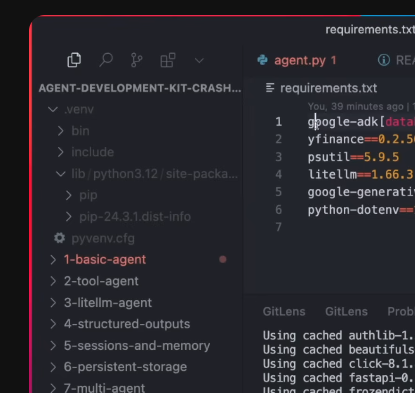 requirements.txt
agent.py 1
REA
AGENT-DEVELOPMENT-KIT-CRASH...
requirements.txt
You, 39 minutes ago | 1
.venv
1 google-adk[datab
bin
2 yfinance==0.2.56
include
3 psutil==5.9.5
lib/python3.12/site-packa...
4 litellm==1.66.3
pip
5 google-generativ
pip-24.3.1.dist-info
6 python-dotenv==
pyvenv.cfg
7
1-basic-agent
2-tool-agent
3-litellm-agent
GitLens GitLens Prob
4-structured-outputs
Using cached authlib-1.
5-sessions-and-memory
Using cached beautifuls
6-persistent-storage
Using cached click-8.1.
Using cached fastapi-0.
7-multi-agent
Using cached frozendict